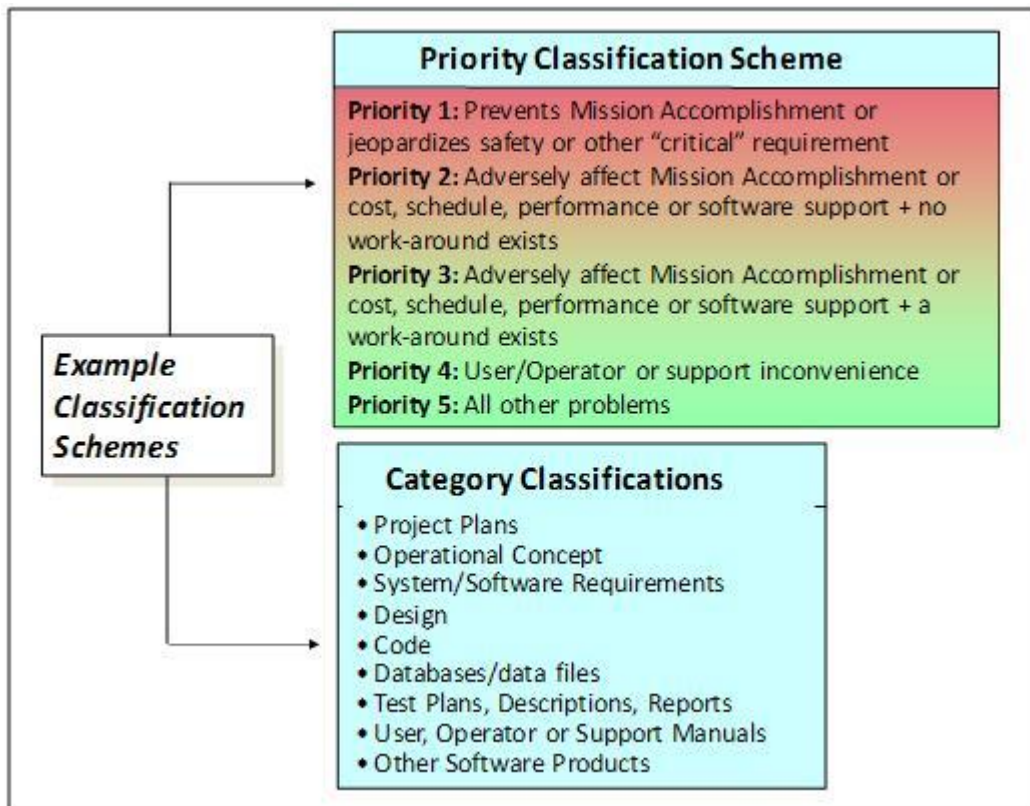 Priority Classification Scheme
Priority 1: Prevents Mission Accomplishment or
jeopardizes safety or other “critical” requirement
Priority 2: Adversely affect Mission Accomplishment or
cost, schedule, performance or software support + no
work-around exists
Priority 3: Adversely affect Mission Accomplishment or
cost, schedule, performance or software support + a
work-around exists
Priority 4: User/Operator or support inconvenience
Priority 5: All other problems
Example
Classification
Schemes
Category Classifications
• Project Plans
• Operational Concept
• System/Software Requirements
• Design
• Code
• Databases/data files
• Test Plans, Descriptions, Reports
• User, Operator or Support Manuals
• Other Software Products